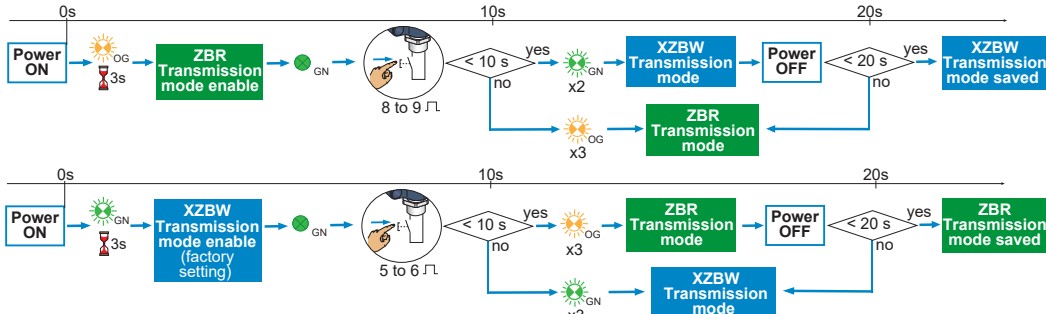 0s 10s 20s
Power ON
OG
3s
ZBR Transmission mode enable
GN
8 to 9
< 10 s
yes
no
GN
x2
XZBW Transmission mode
Power OFF
< 20 s
yes
no
XZBW Transmission mode saved
OG
x3
ZBR Transmission mode
0s 10s 20s
Power ON
GN
3s
XZBW Transmission mode enable (factory setting)
GN
5 to 6
< 10 s
yes
no
OG
x3
ZBR Transmission mode
Power OFF
< 20 s
yes
no
ZBR Transmission mode saved
GN
XZBW Transmission mode